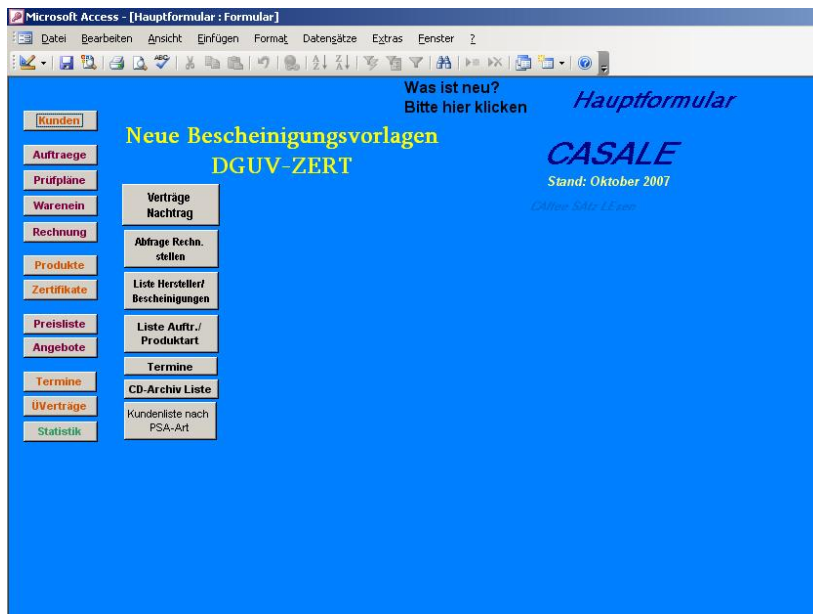 Microsoft Access - [Hauptformular : Formular]
Datei Bearbeiten Ansicht Einfügen Format Datensätze Extras Fenster ?
Was ist neu?
Bitte hier klicken
Hauptformular
Neue Bescheinigungsvorlagen
DGUV-ZERT
CASALE
Stand: Oktober 2007
Kunden
Auftraege
Prüfpläne
Warenein
Rechnung
Produkte
Zertifikate
Preisliste
Angebote
Termine
ÜVerträge
Statistik
Verträge
Nachtrag
Abfrage Rechn.
stellen
Liste Hersteller/
Bescheinigungen
Liste Auftr./
Produktart
Termine
CD-Archiv Liste
Kundenliste nach
PSA-Art